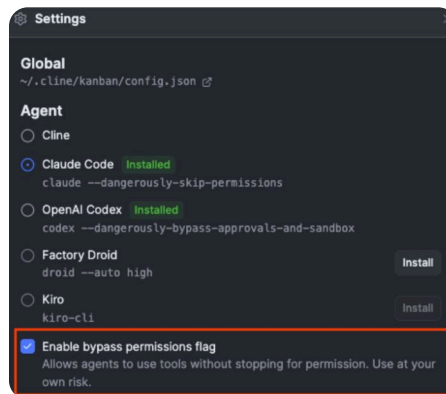 Settings
Global
~/.cline/kanban/config.json
Agent
Cline
Claude Code Installed
claude --dangerously-skip-permissions
OpenAI Codex Installed
codex --dangerously-bypass-approvals-and-sandbox
Factory Droid
droid --auto high
Install
Kiro
kiro-cli
Install
Enable bypass permissions flag
Allows agents to use tools without stopping for permission. Use at your
own risk.